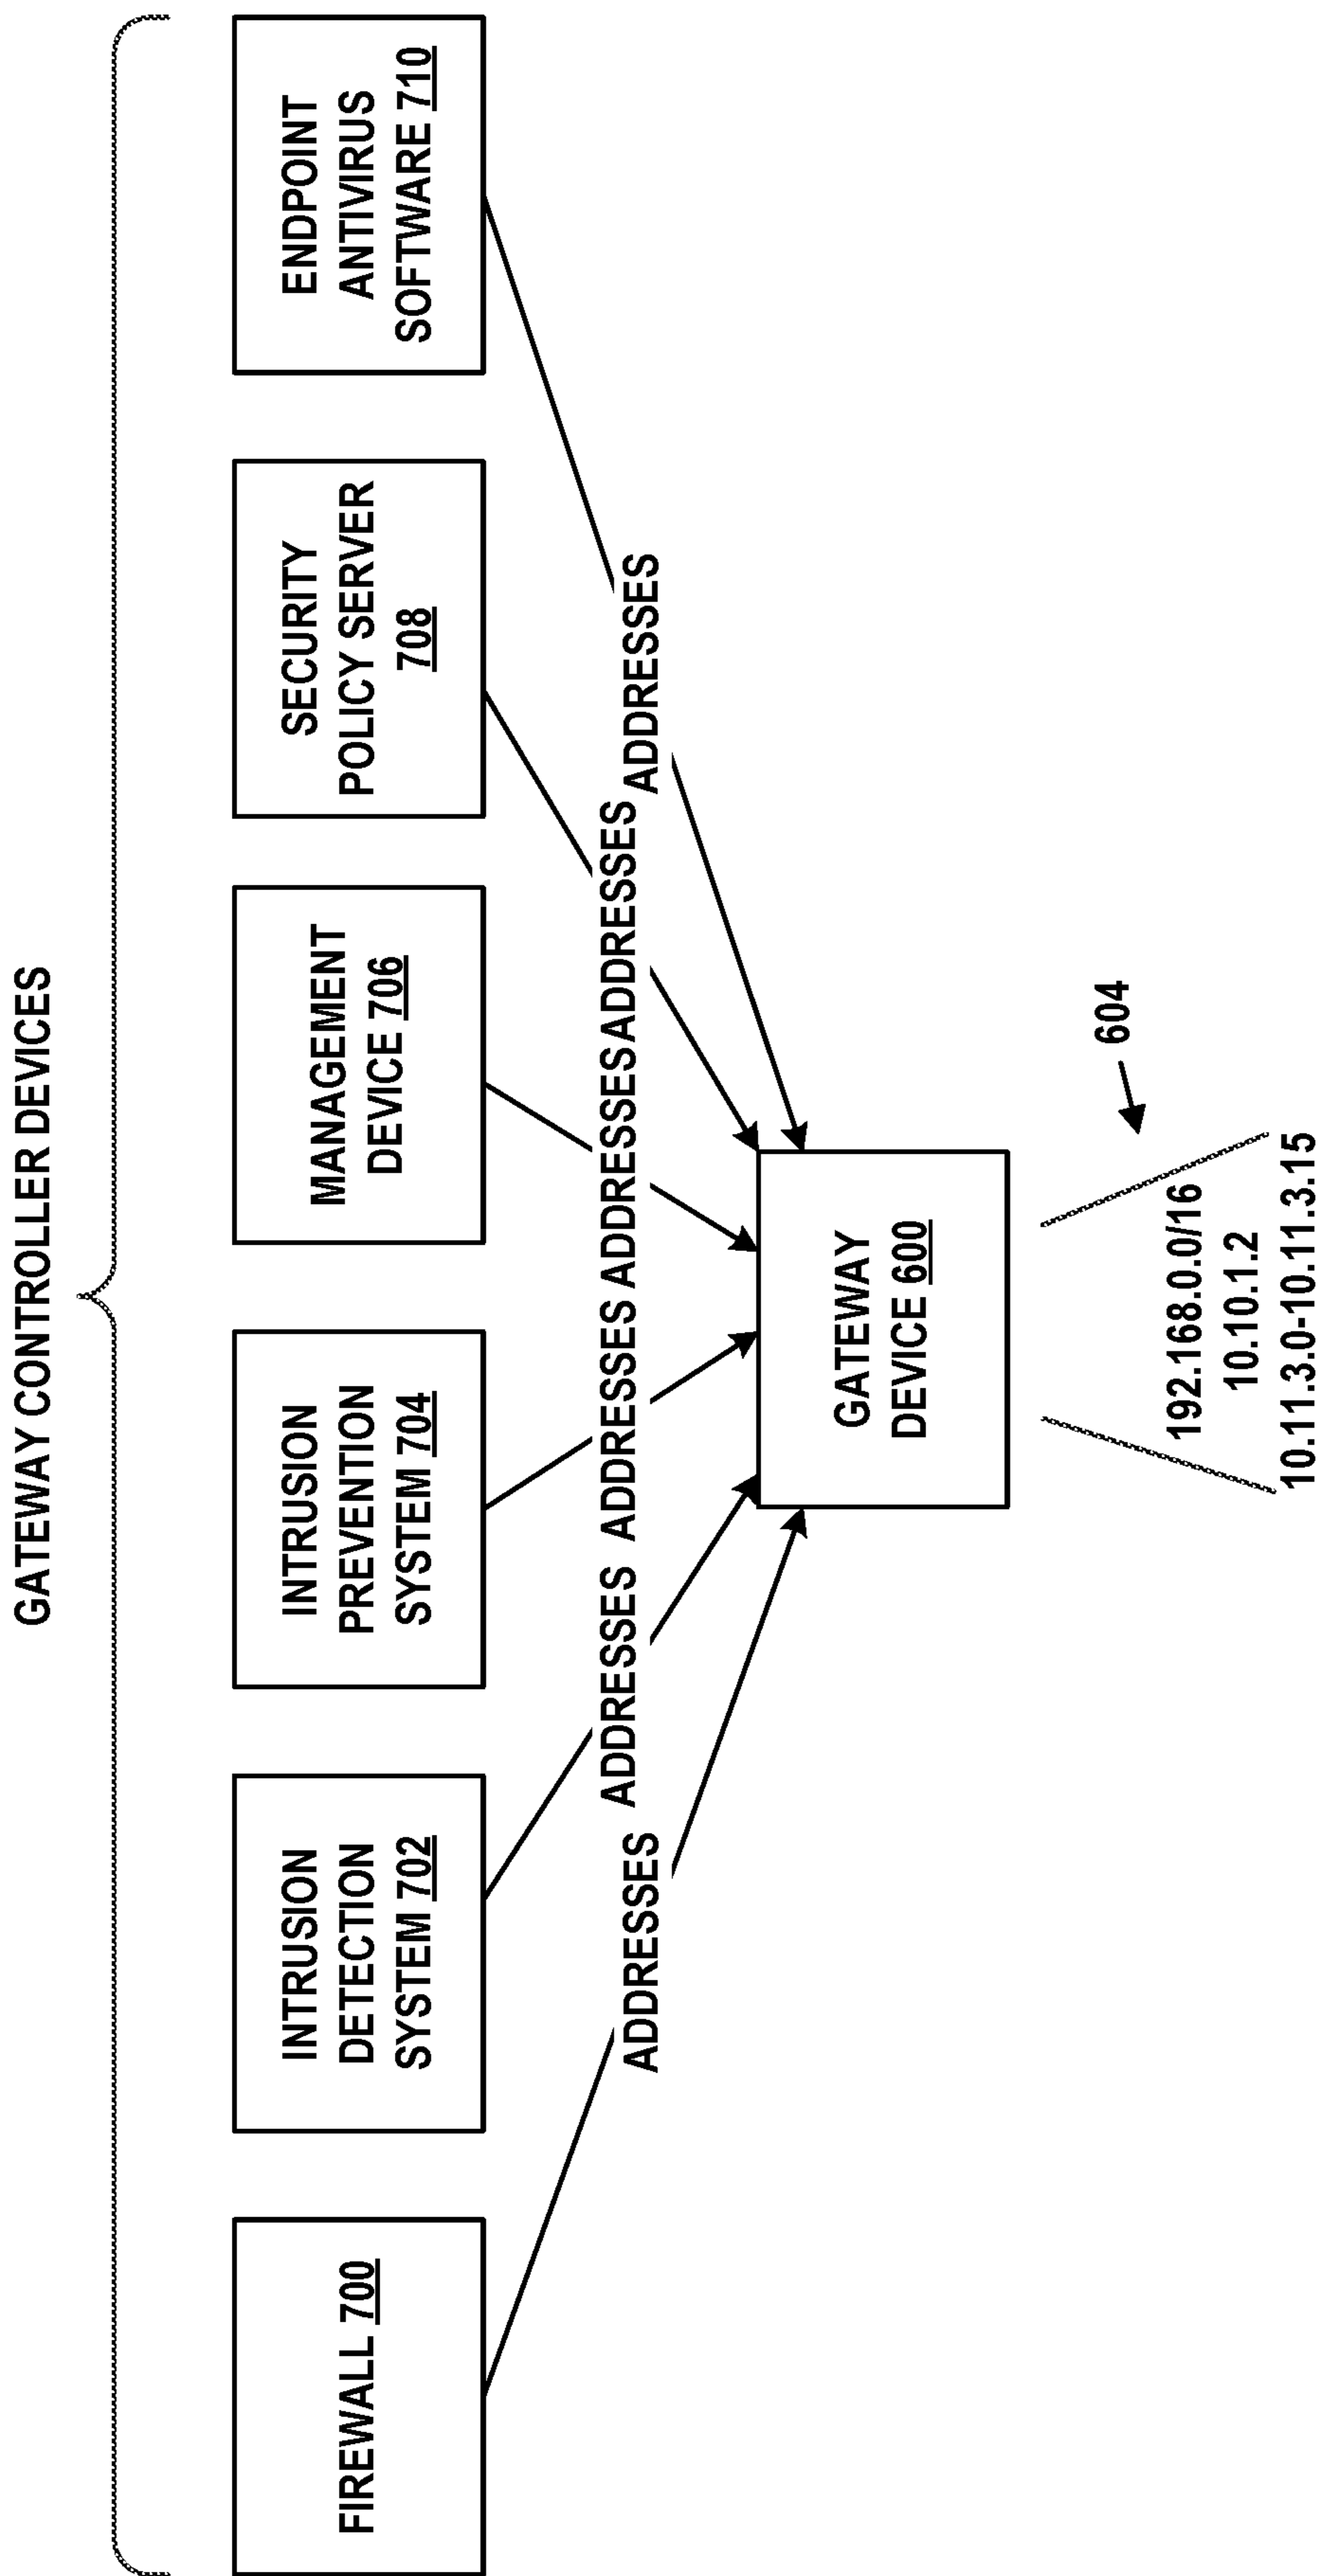 GATEWAY CONTROLLER DEVICES
FIREWALL 700
INTRUSION
DETECTION
SYSTEM 702
INTRUSION
PREVENTION
SYSTEM 704
MANAGEMENT
DEVICE 706
SECURITY
POLICY SERVER
708
ENDPOINT
ANTIVIRUS
SOFTWARE 710
ADDRESSES
ADDRESSES
ADDRESSES
ADDRESSES
ADDRESSES
ADDRESSES
GATEWAY
DEVICE 600
604
192.168.0.0/16
10.10.1.2
10.11.3.0-10.11.3.15